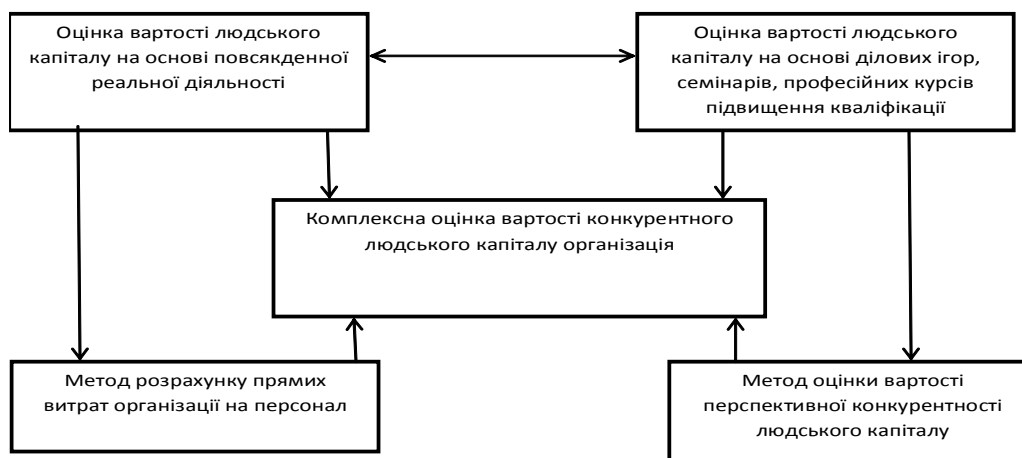 Оцінка вартості людського
капіталу на основі повсякденної
реальної діяльності
Оцінка вартості людського
капіталу на основі ділових ігор,
семінарів, професійних курсів
підвищення кваліфікації
Комплексна оцінка вартості конкурентного
людського капіталу організація
Метод розрахунку прямих
витрат організації на персонал
Метод оцінки вартості
перспективної конкурентності
людського капіталу